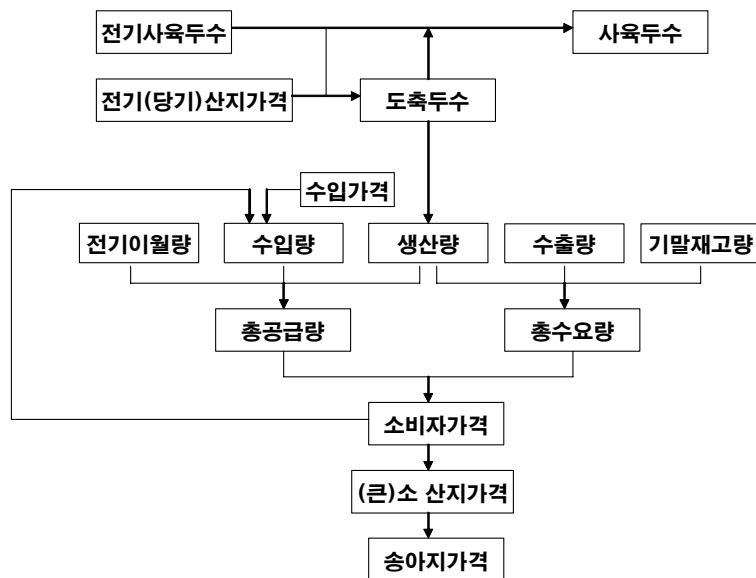 전기사육두수
사육두수
전기(당기)산지가격
도축두수
수입가격
전기이월량
수입량
생산량
수출량
기말재고량
총공급량
총수요량
소비자가격
(큰)소 산지가격
송아지가격